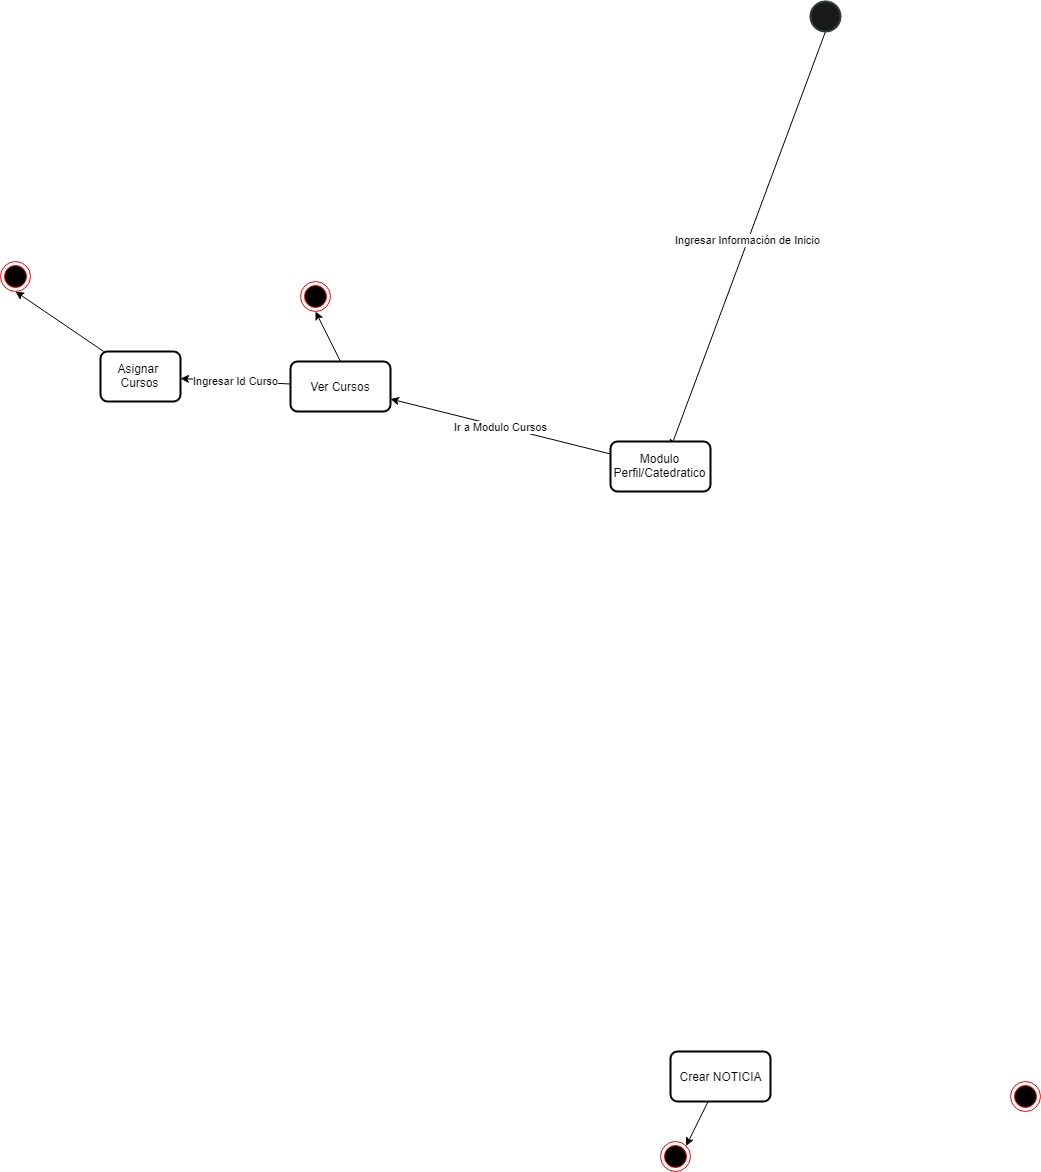 Ingresar Información de Inicio
Asignar
Cursos
Ingresar Id Curso
Ver Cursos
Ir a Modulo Cursos
Modulo
Perfil/Catedratico
Crear NOTICIA